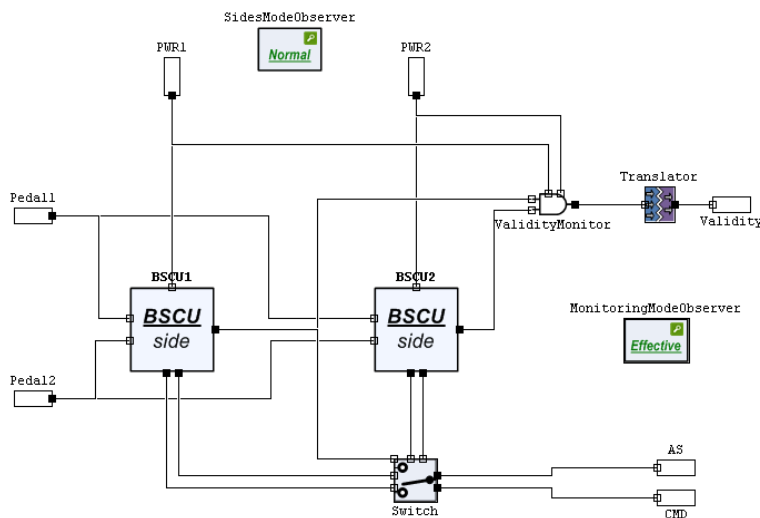 SidesModeObserver
Normal
PWR1
PWR2
Translator
Pedal1
ValidityMonitor
Validity
BSCU1
BSCU2
BSCU
side
BSCU
side
MonitoringModeObserver
Effective
Pedal2
AS
Switch
CMD